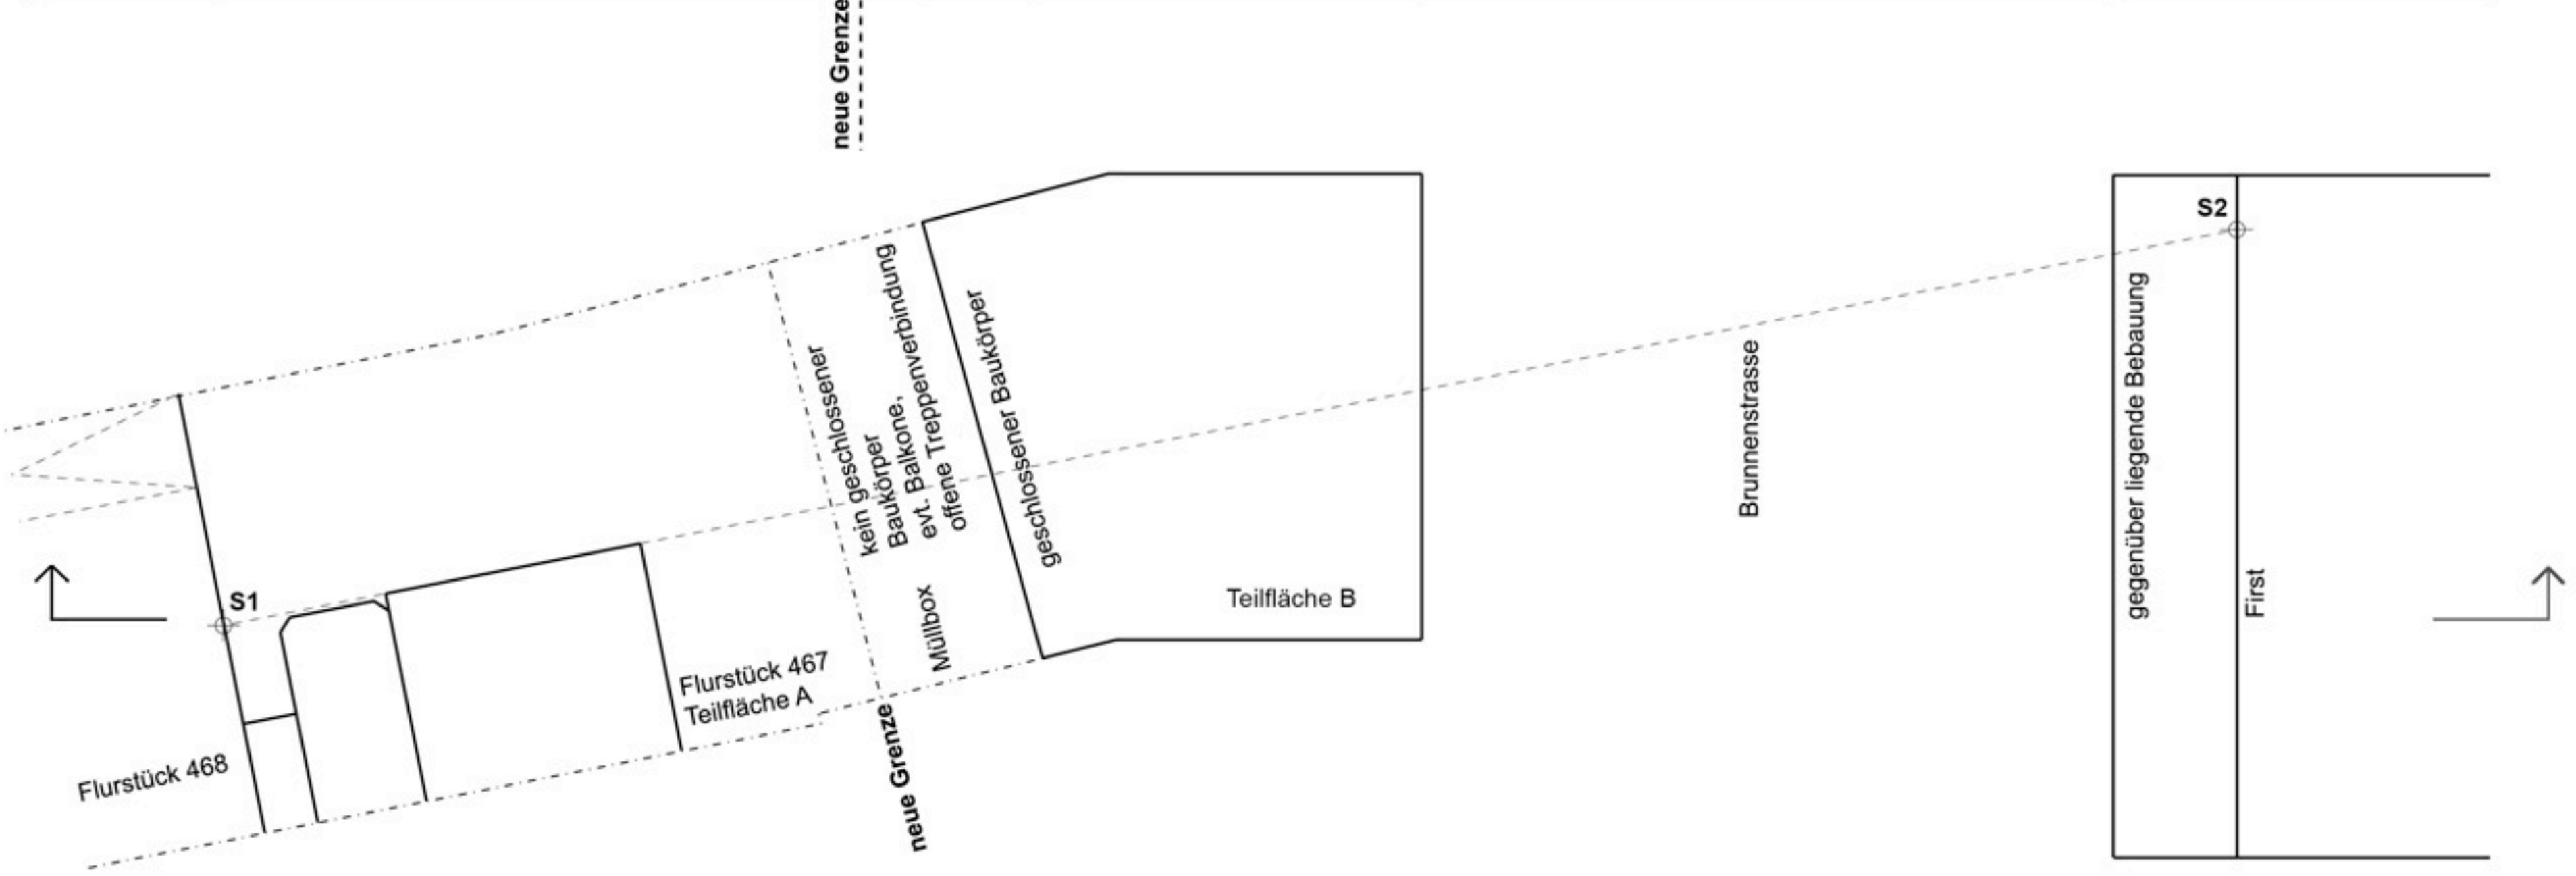 neue Grenze
S2
kein geschlossener
Baukörper
evt. Balkone,
offene Treppenverbindung
geschlossener Baukörper
Brunnenstrasse
gegenüber liegende Bebauung
First
S1
Müllbox
Teilfläche B
Flurstück 467
Teilfläche A
Flurstück 468
neue Grenze